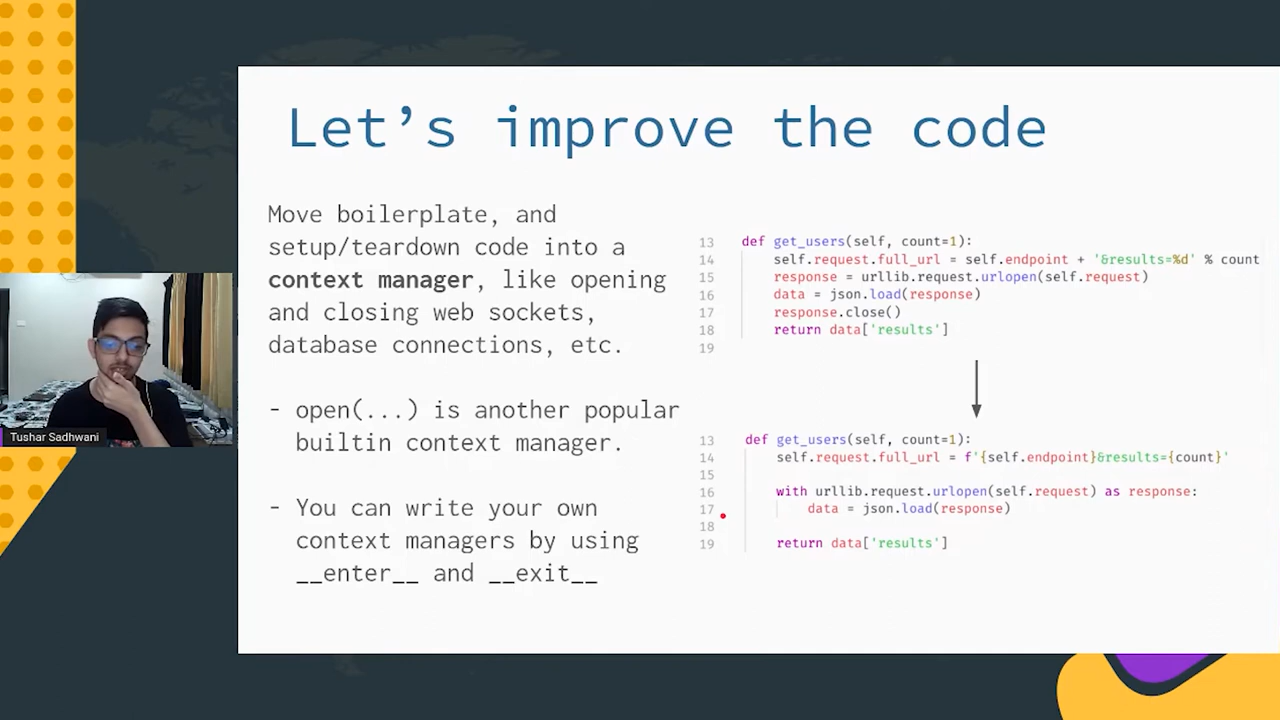 Let’s improve the code
Move boilerplate, and
setup/teardown code into a
context manager, like opening
and closing web sockets,
database connections, etc.
- open(...) is another popular
builtin context manager.
- You can write your own
context managers by using
__enter__ and __exit__
13 def get_users(self, count=1):
14 self.request.full_url = self.endpoint + '&results=%d' % count
15 response = urllib.request.urlopen(self.request)
16 data = json.load(response)
17 response.close()
18 return data['results']
19
13 def get_users(self, count=1):
14 self.request.full_url = f'{self.endpoint}&results={count}'
15
16 with urllib.request.urlopen(self.request) as response:
17 data = json.load(response)
18
19 return data['results']
Tushar Sadhwani